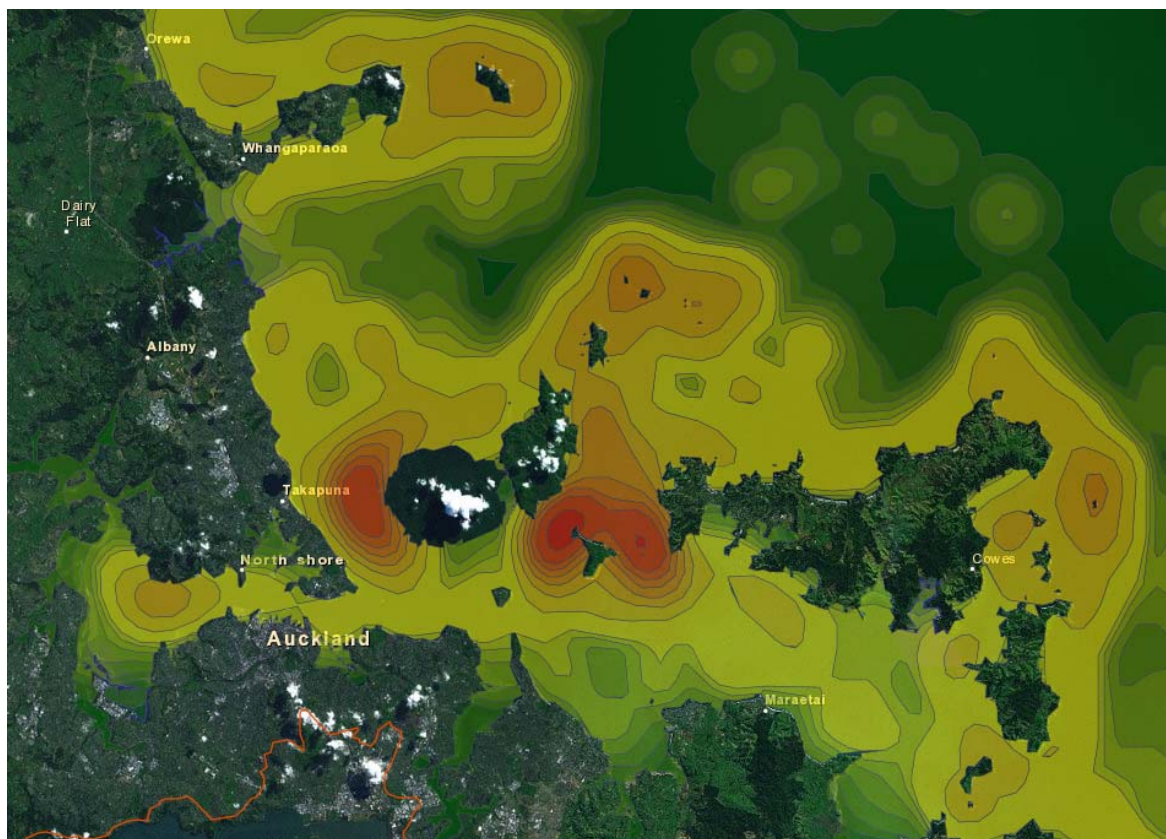 Orewa
Whangaparaoa
Dairy
Flat
Albany
Takapuna
North shore
Cowes
Auckland
Maraetai